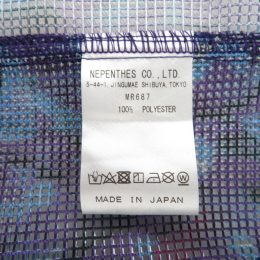 NEPENTHES CO., LTD.
5-44-1 JINGUMAE SHIBUYA, TOKYO
MR687
100% POLYESTER
MADE IN JAPAN